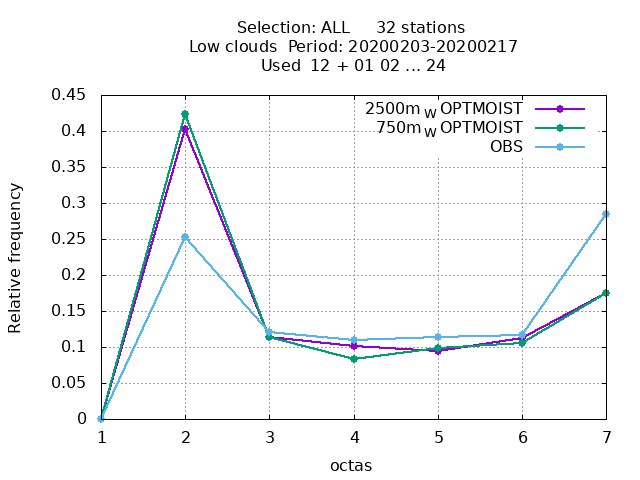 Selection: ALL 32 stations
Low clouds Period: 20200203-20200217
Used 12 + 01 02 ... 24
2500m W OPTMOIST
750m W OPTMOIST
OBS
Relative frequency
0.45
0.4
0.35
0.3
0.25
0.2
0.15
0.1
0.05
0
1 2 3 4 5 6 7
octas